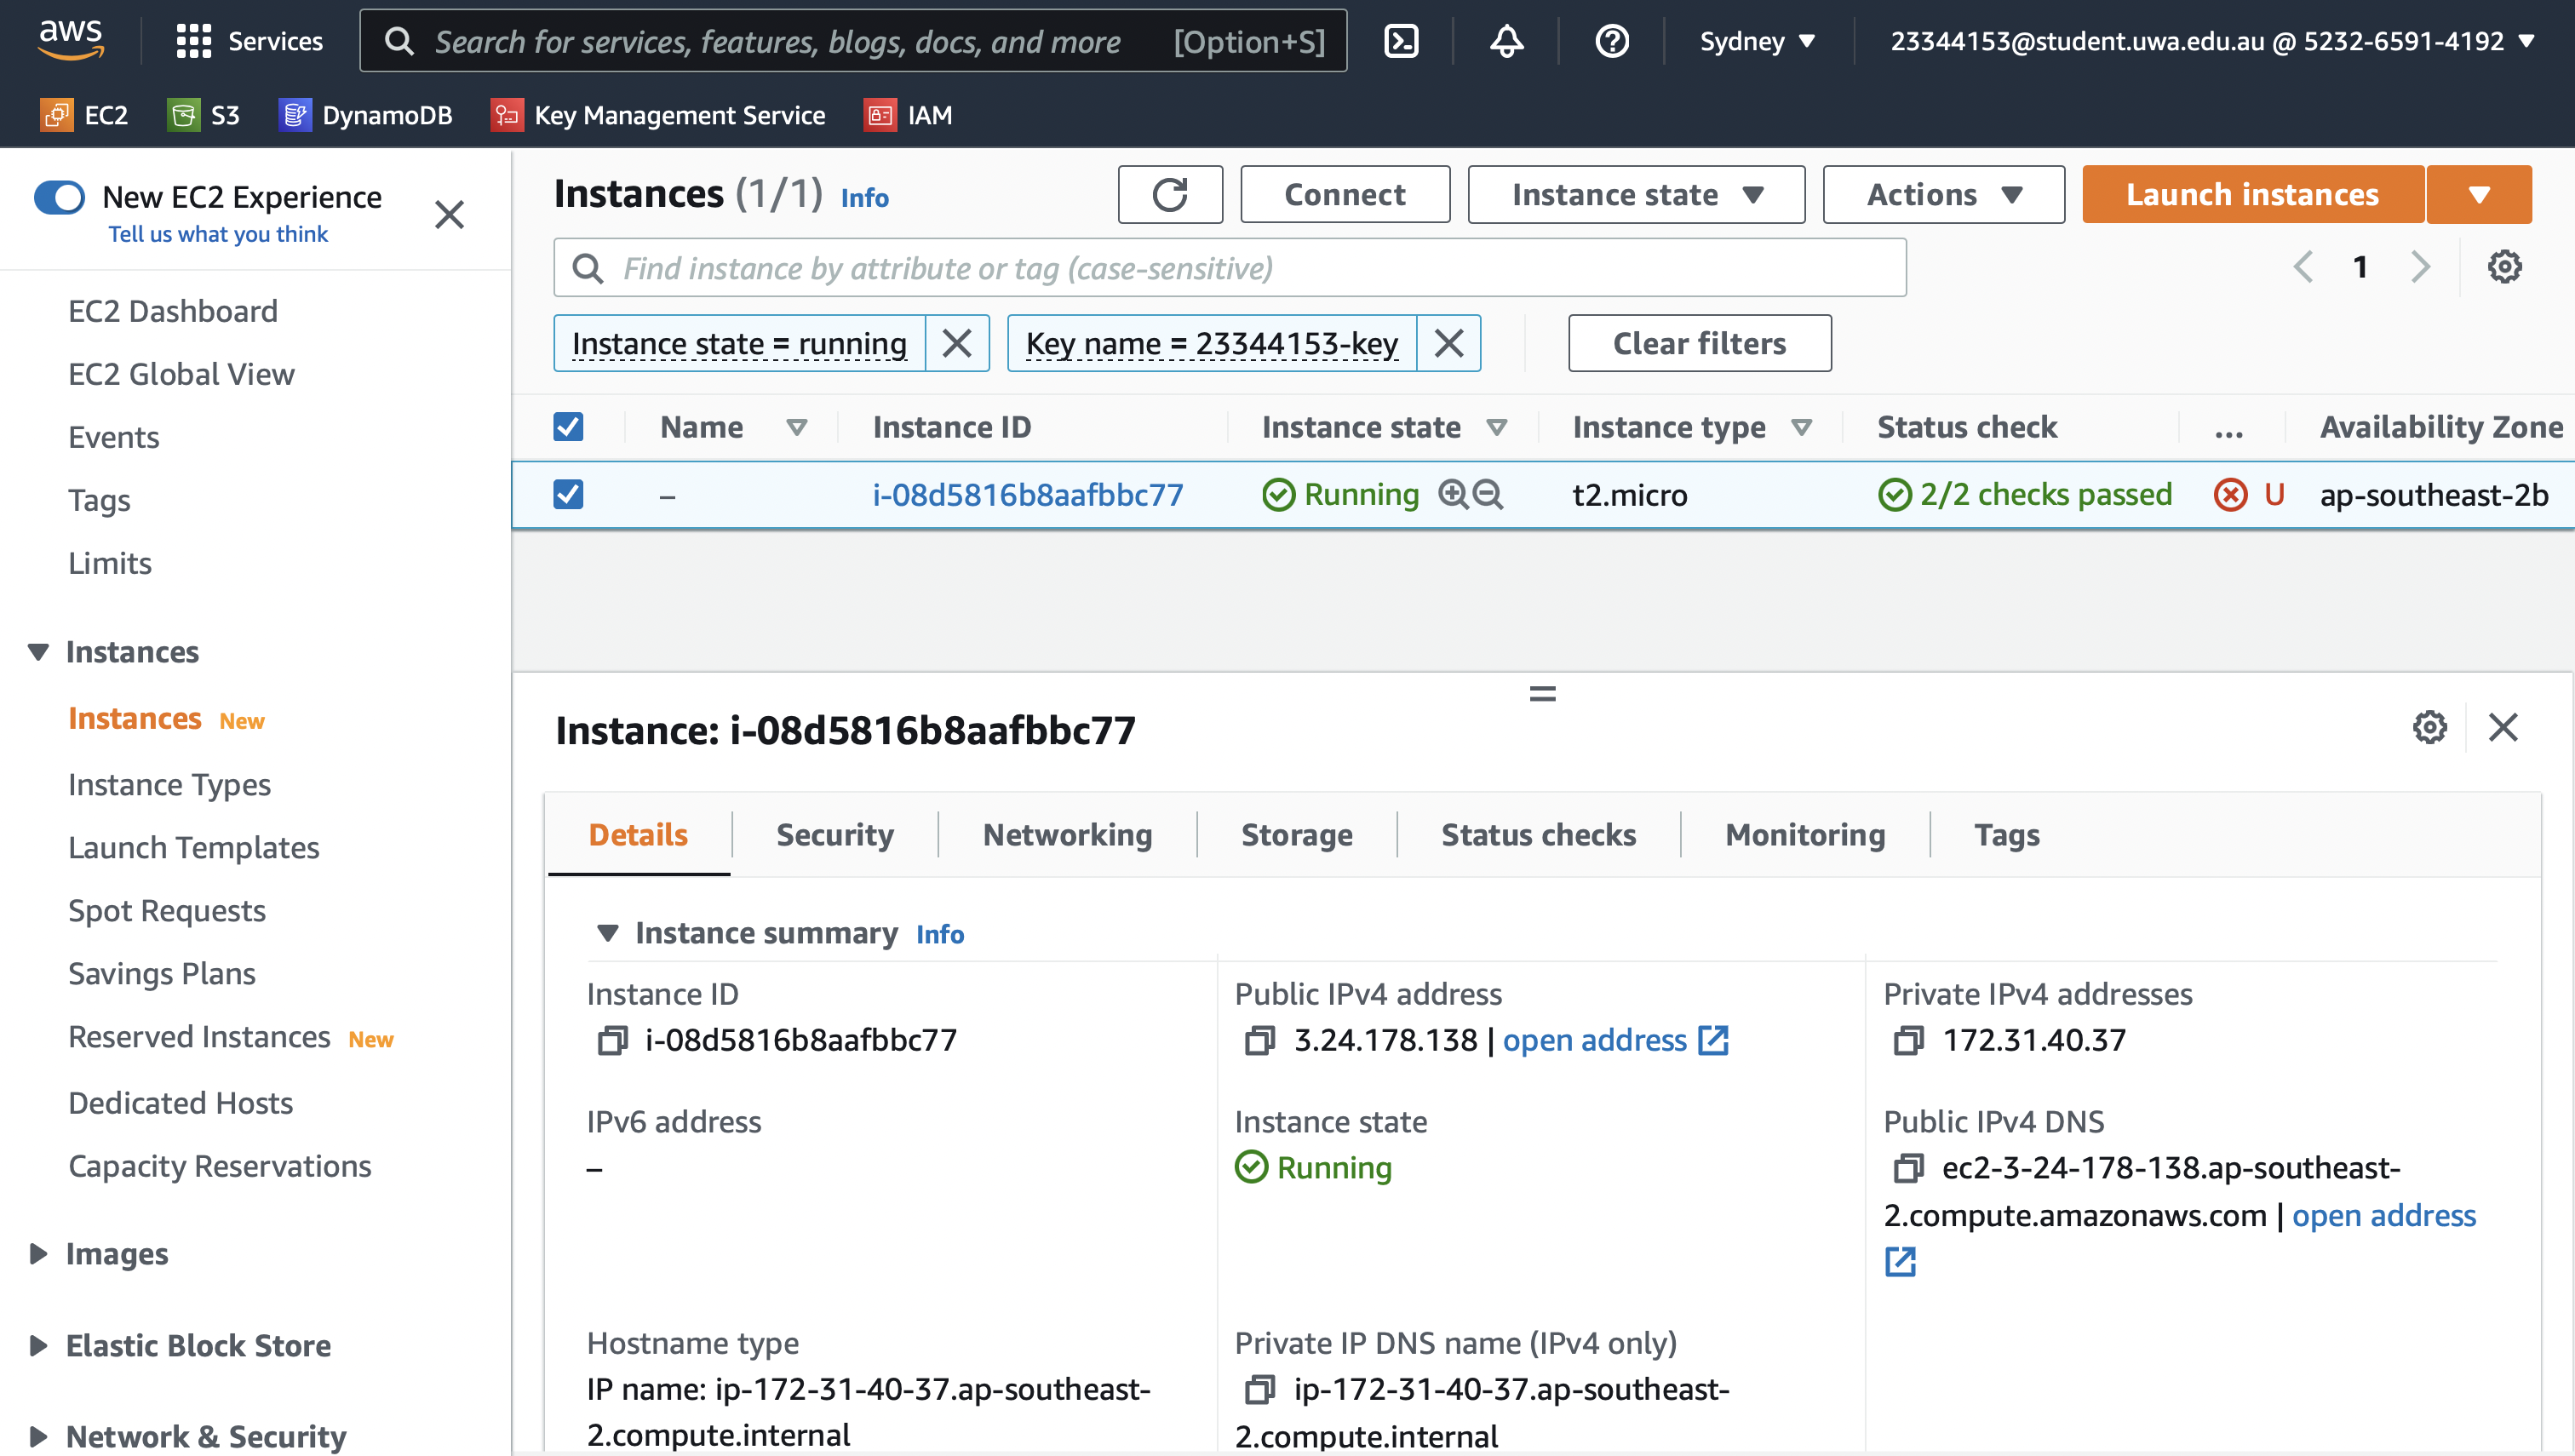 aws
Services
Search for services, features, blogs, docs, and more [Option+S]
Sydney
23344153@student.uwa.edu.au @ 5232-6591-4192
EC2 S3 DynamoDB Key Management Service IAM
New EC2 Experience
Tell us what you think
EC2 Dashboard
EC2 Global View
Events
Tags
Limits
Instances
Instances New
Instance Types
Launch Templates
Spot Requests
Savings Plans
Reserved Instances New
Dedicated Hosts
Capacity Reservations
Images
Elastic Block Store
Network & Security
Instances (1/1) Info
Connect
Instance state
Actions
Launch instances
Find instance by attribute or tag (case-sensitive)
1
Instance state = running
Key name = 23344153-key
Clear filters
Name Instance ID Instance state Instance type Status check ... Availability Zone
– i-08d5816b8aafbbc77 Running t2.micro 2/2 checks passed U ap-southeast-2b
Instance: i-08d5816b8aafbbc77
Details Security Networking Storage Status checks Monitoring Tags
Instance summary Info
Instance ID
i-08d5816b8aafbbc77
Public IPv4 address
3.24.178.138 | open address
Private IPv4 addresses
172.31.40.37
IPv6 address
–
Instance state
Running
Public IPv4 DNS
ec2-3-24-178-138.ap-southeast-
2.compute.amazonaws.com | open address
Hostname type
IP name: ip-172-31-40-37.ap-southeast-
2.compute.internal
Private IP DNS name (IPv4 only)
ip-172-31-40-37.ap-southeast-
2.compute.internal